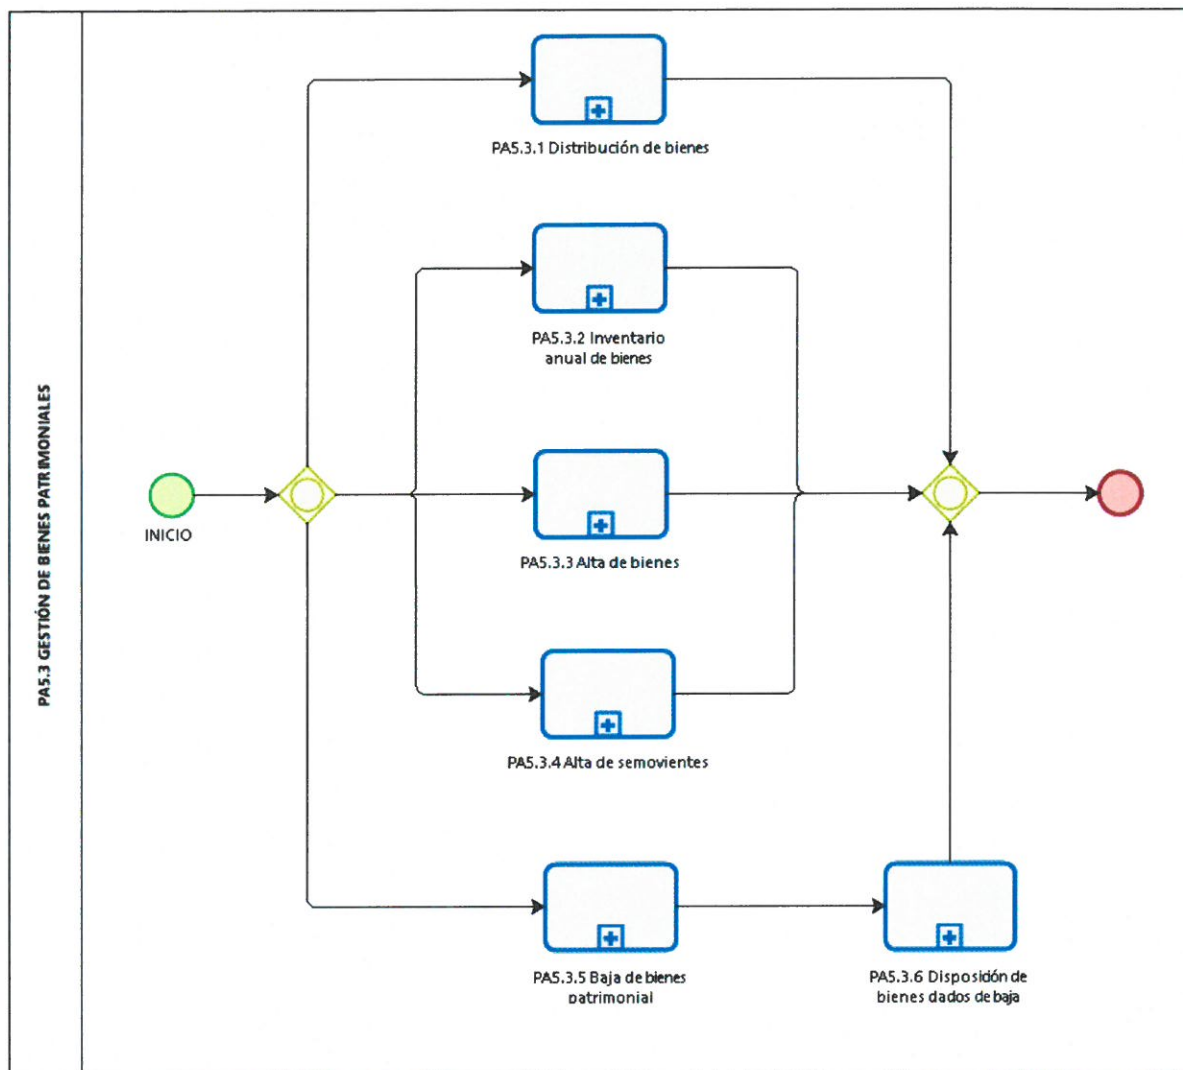 PA5.3 GESTIÓN DE BIENES PATRIMONIALES
PA5.3.1 Distribución de bienes
PA5.3.2 Inventario
anual de bienes
INICIO
PA5.3.3 Alta de bienes
PA5.3.4 Alta de semovientes
PA5.3.5 Baja de bienes
patrimonial
PA5.3.6 Disposición de
bienes dados de baja